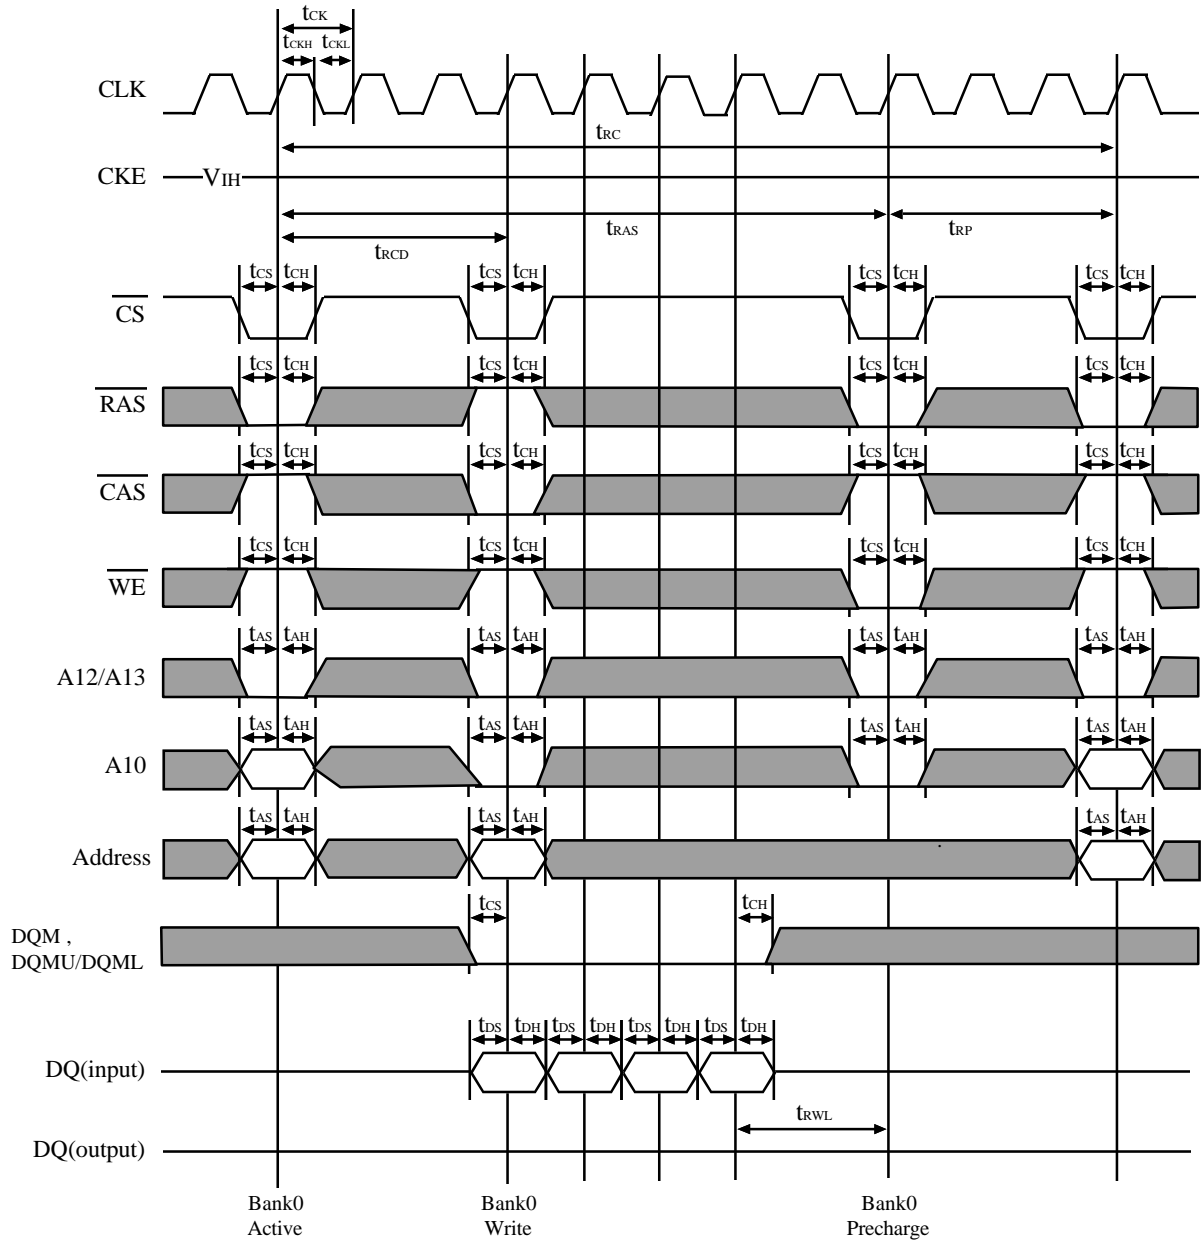 tCK
tCKH tCKL
CLK
tRC
CKE VIH
tRAS tRP
tRCD
tCS tCH tCS tCH tCS tCH tCS tCH
CS
tCS tCH tCS tCH tCS tCH tCS tCH
RAS
tCS tCH tCS tCH tCS tCH tCS tCH
CAS
tCS tCH tCS tCH tCS tCH tCS tCH
WE
tAS tAH tAS tAH tAS tAH tAS tAH
A12/A13
tAS tAH tAS tAH tAS tAH tAS tAH
A10
tAS tAH tAS tAH tAS tAH
Address
tCS tCH
DQM ,
DQMU/DQML
tDS tDH tDS tDH tDS tDH tDS tDH
DQ(input)
tRWL
DQ(output)
Bank0 Bank0 Bank0
Active Write Precharge